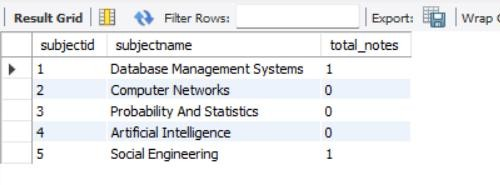 Result Grid Filter Rows: Export: Wrap C
subjectid subjectname total_notes
1 Database Management Systems 1
2 Computer Networks 0
3 Probability And Statistics 0
4 Artificial Intelligence 0
5 Social Engineering 1